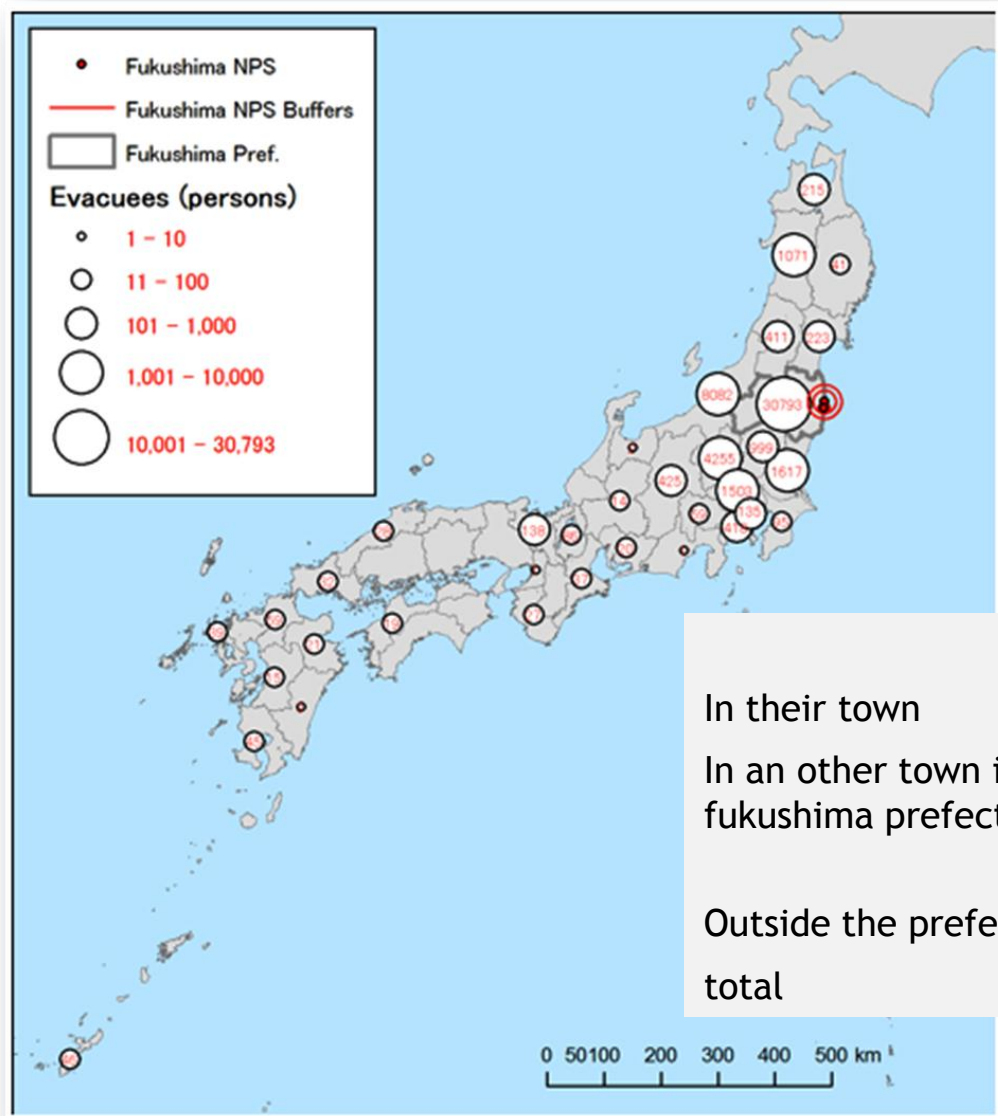 Fukushima NPS
Fukushima NPS Buffers
Fukushima Pref.
Evacuees (persons)
1 - 10
11 - 100
101 - 1,000
1,001 - 10,000
10,001 - 30,793
215
1071
41
411
223
8082
30793
8
4255
999
1617
425
1503
135
138
In their town
In an other town i
fukushima prefect
Outside the prefe
total
0 50100 200 300 400 500 km